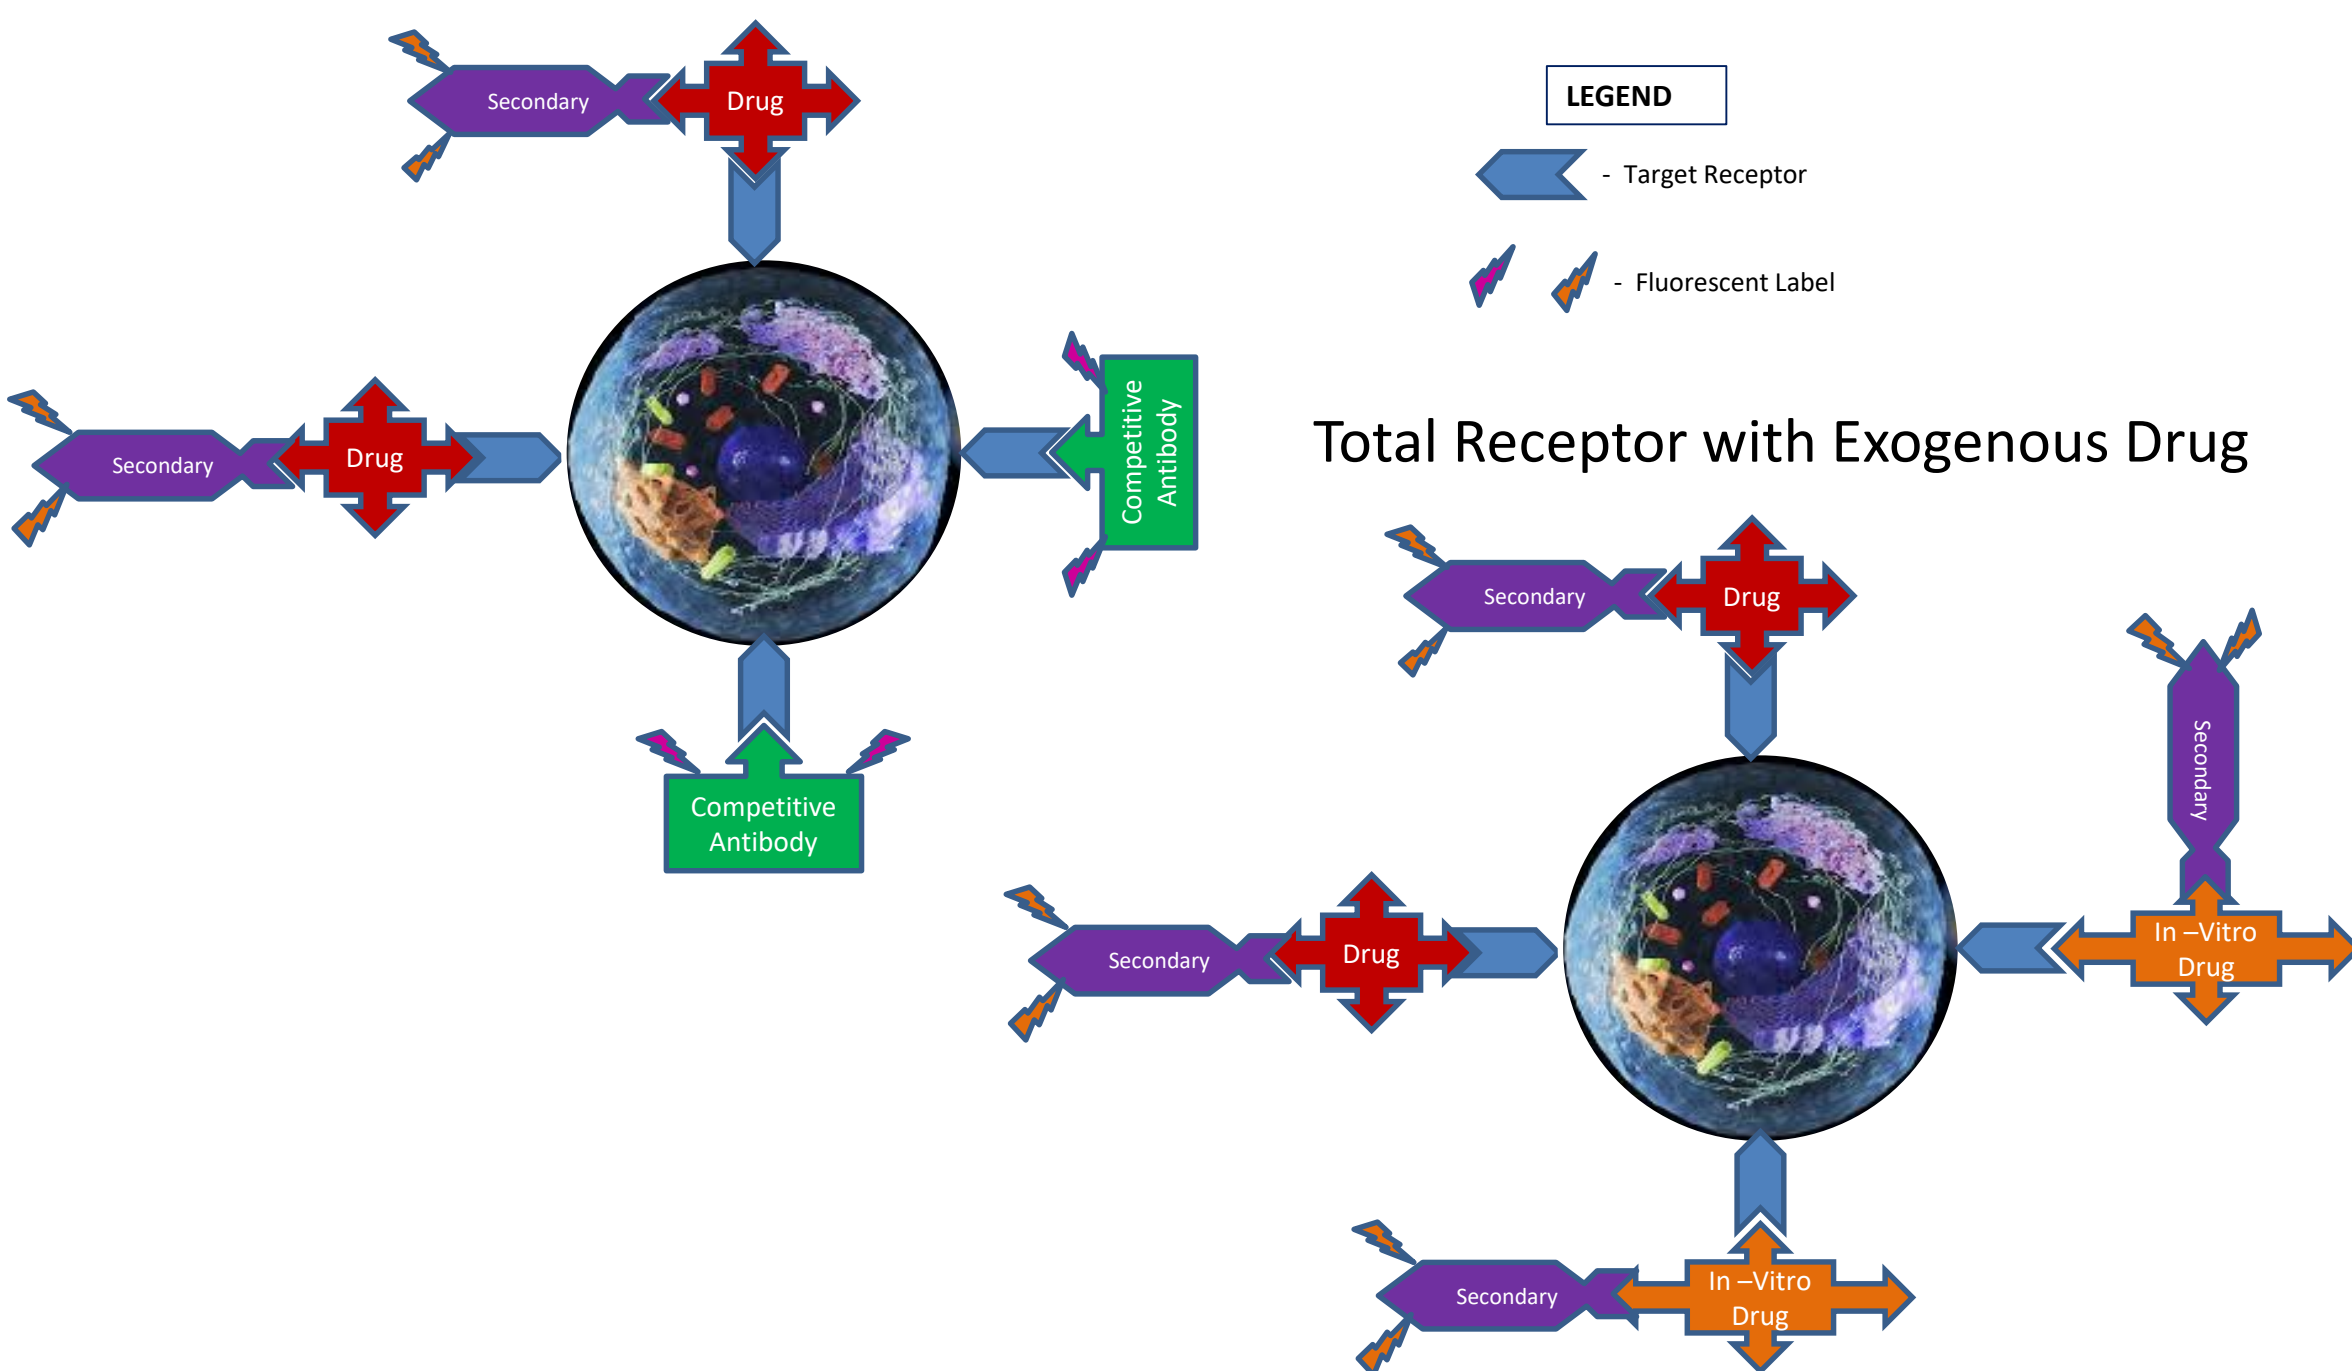 Secondary
Drug
LEGEND
- Target Receptor
- Fluorescent Label
Secondary
Drug
Competitive
Antibody
Total Receptor with Exogenous Drug
Competitive
Antibody
Secondary
Drug
Secondary
Secondary
Drug
In –Vitro
Drug
Secondary
In –Vitro
Drug